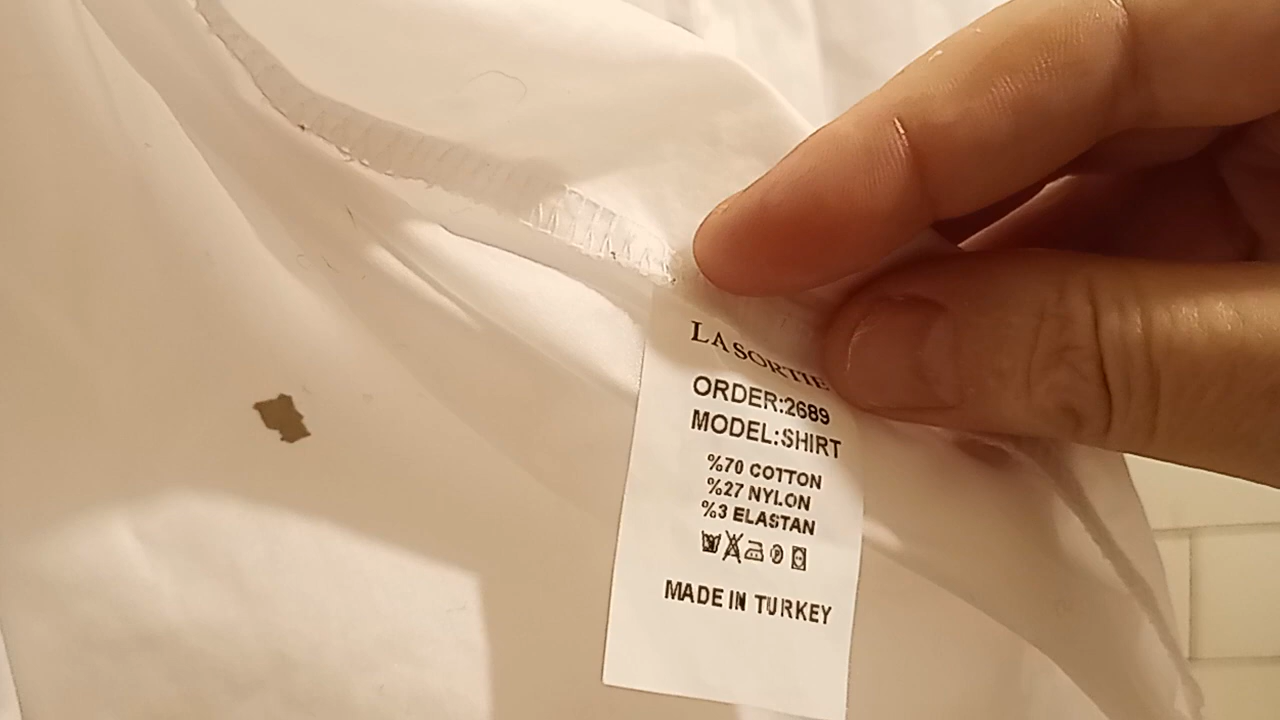 LA SORTIE
ORDER:2689
MODEL:SHIRT
%70 COTTON
%27 NYLON
%3 ELASTAN
MADE IN TURKEY